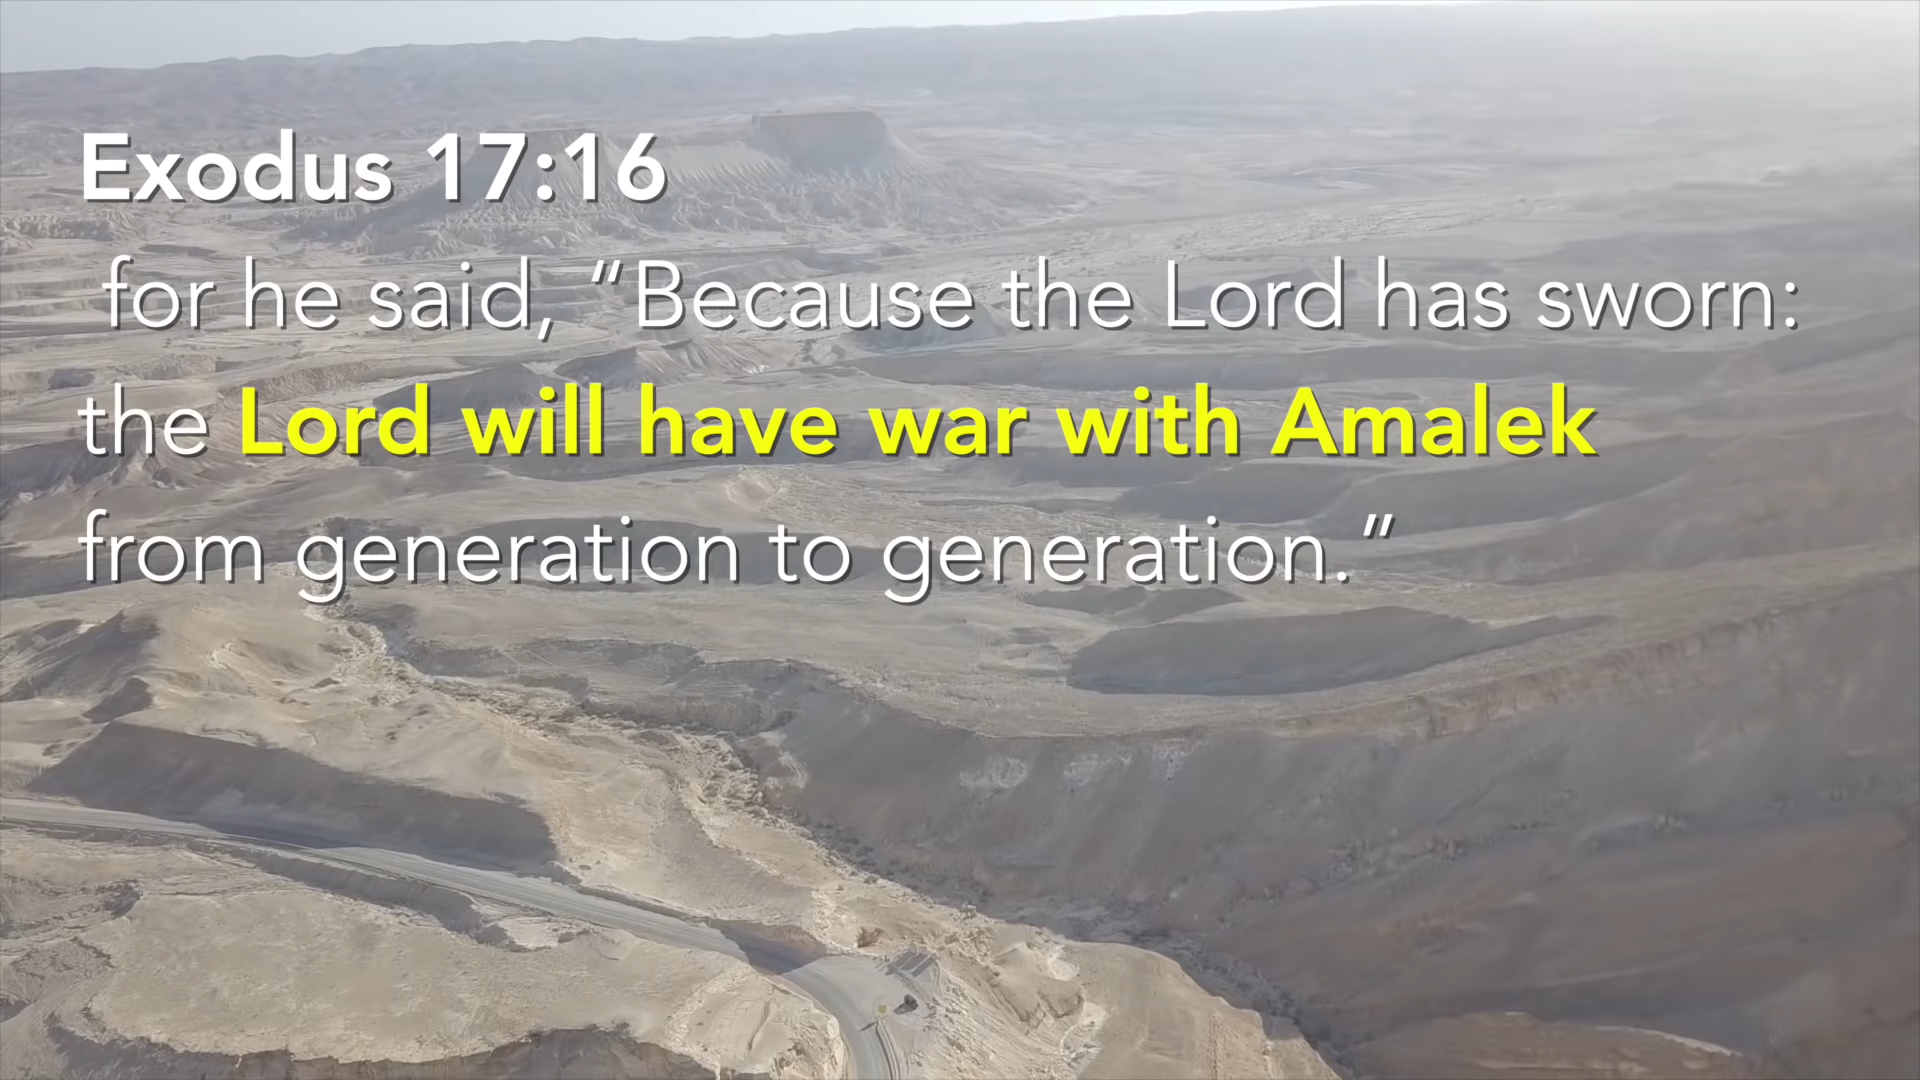 Exodus 17:16
for he said, “Because the Lord has sworn:
the Lord will have war with Amalek
from generation to generation.”